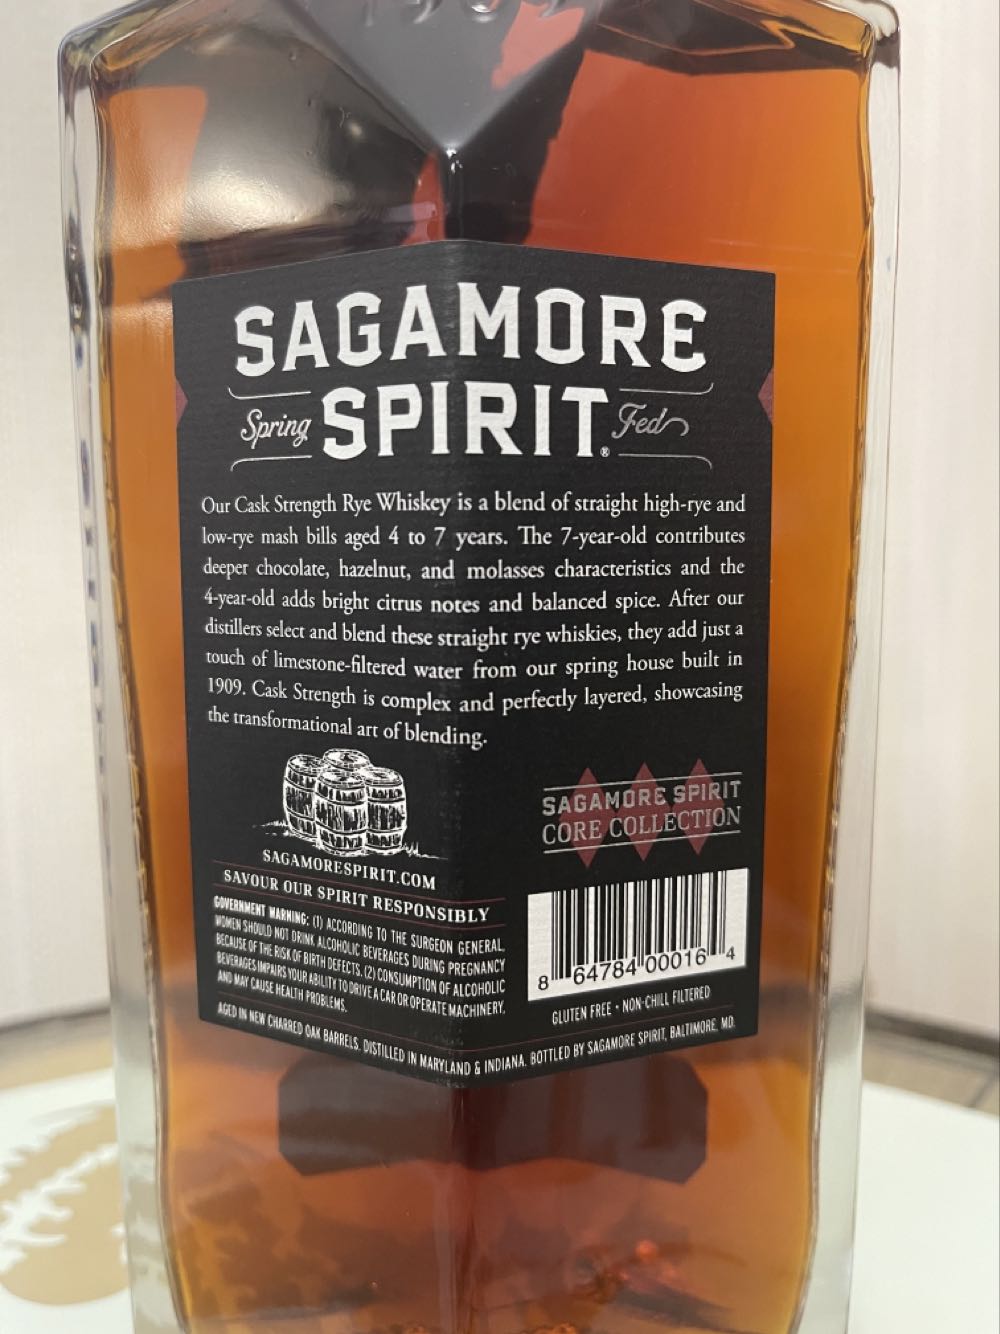 SAGAMORE
Spring SPIRIT® Fed
Our Cask Strength Rye Whiskey is a blend of straight high-rye and
low-rye mash bills aged 4 to 7 years. The 7-year-old contributes
deeper chocolate, hazelnut, and molasses characteristics and the
4-year-old adds bright citrus notes and balanced spice. After our
distillers select and blend these straight rye whiskies, they add just a
touch of limestone-filtered water from our spring house built in
1909. Cask Strength is complex and perfectly layered, showcasing
the transformational art of blending.
SAGAMORESPIRIT.COM
SAVOUR OUR SPIRIT RESPONSIBLY
GOVERNMENT WARNING: (1) ACCORDING TO THE SURGEON GENERAL,
WOMEN SHOULD NOT DRINK ALCOHOLIC BEVERAGES DURING PREGNANCY
BECAUSE OF THE RISK OF BIRTH DEFECTS. (2) CONSUMPTION OF ALCOHOLIC
BEVERAGES IMPAIRS YOUR ABILITY TO DRIVE A CAR OR OPERATE MACHINERY,
AND MAY CAUSE HEALTH PROBLEMS.
SAGAMORE SPIRIT
CORE COLLECTION
8 64784 00016 4
GLUTEN FREE • NON-CHILL FILTERED
AGED IN NEW CHARRED OAK BARRELS. DISTILLED IN MARYLAND & INDIANA. BOTTLED BY SAGAMORE SPIRIT, BALTIMORE, MD.